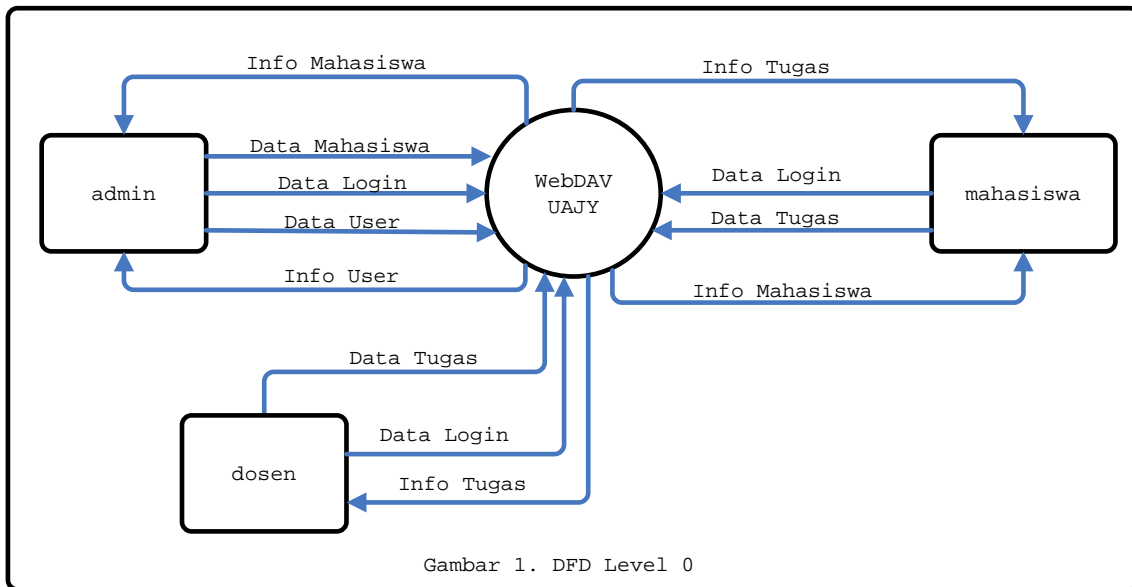 Info Mahasiswa
Info Tugas
Data Mahasiswa
admin
Data Login
Data User
Info User
WebDAV
UAJY
Data Login
mahasiswa
Data Tugas
Info Mahasiswa
Data Tugas
dosen
Data Login
Info Tugas
Gambar 1. DFD Level 0